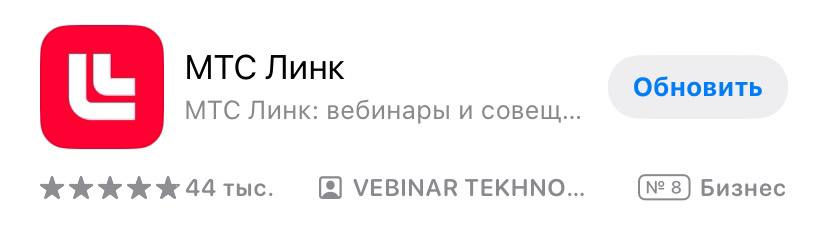 МТС Линк
МТС Линк: вебинары и совещ...
Обновить
44 тыс.
VEBINAR TEKHNO...
№ 8 Бизнес